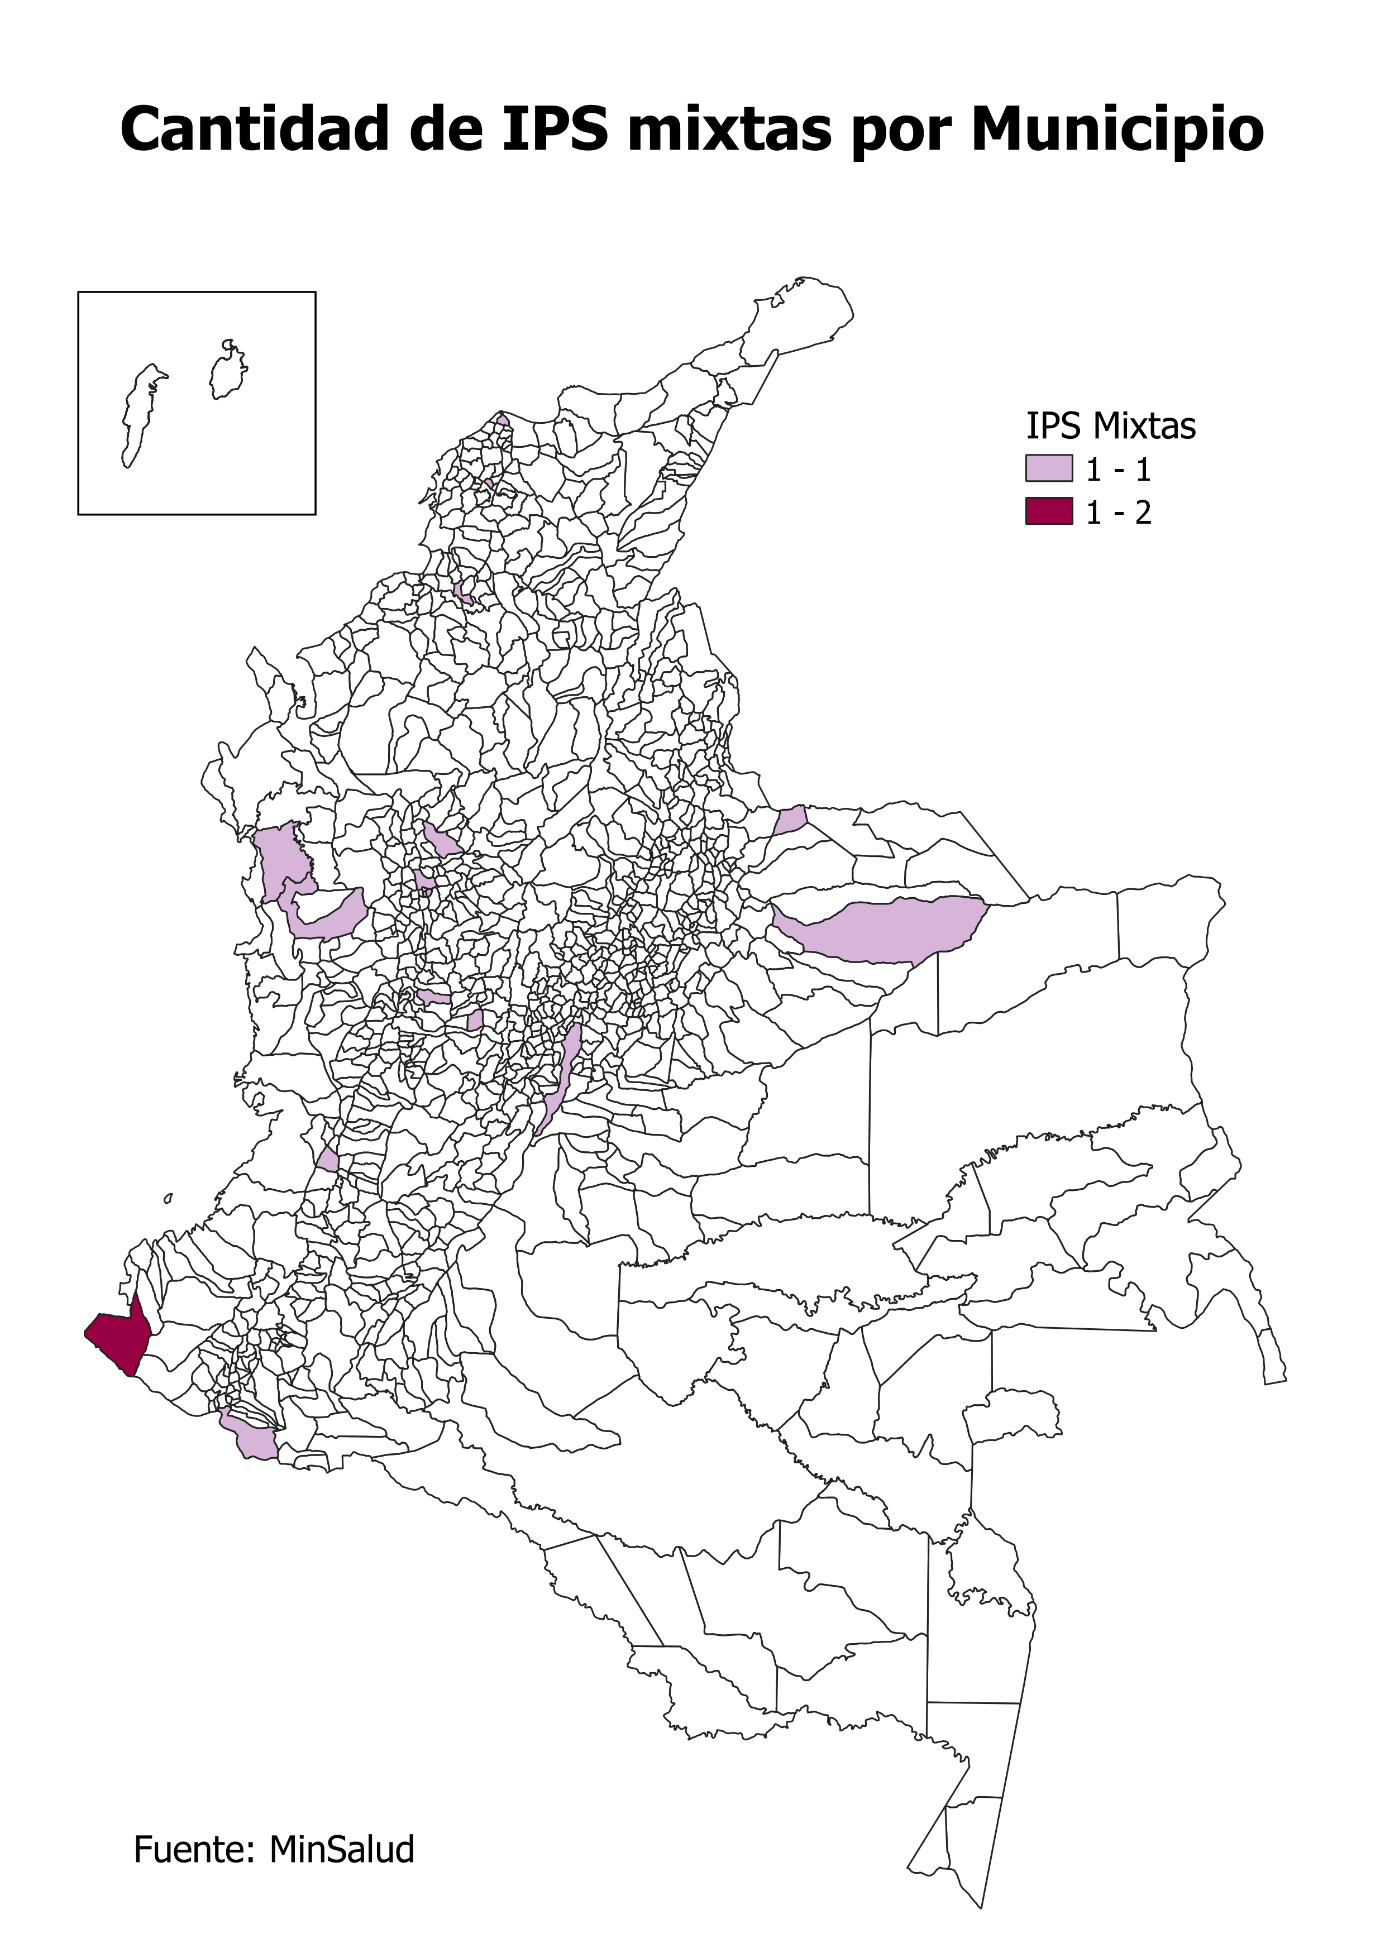 Cantidad de IPS mixtas por Municipio
IPS Mixtas
1 - 1
1 - 2
Fuente: MinSalud